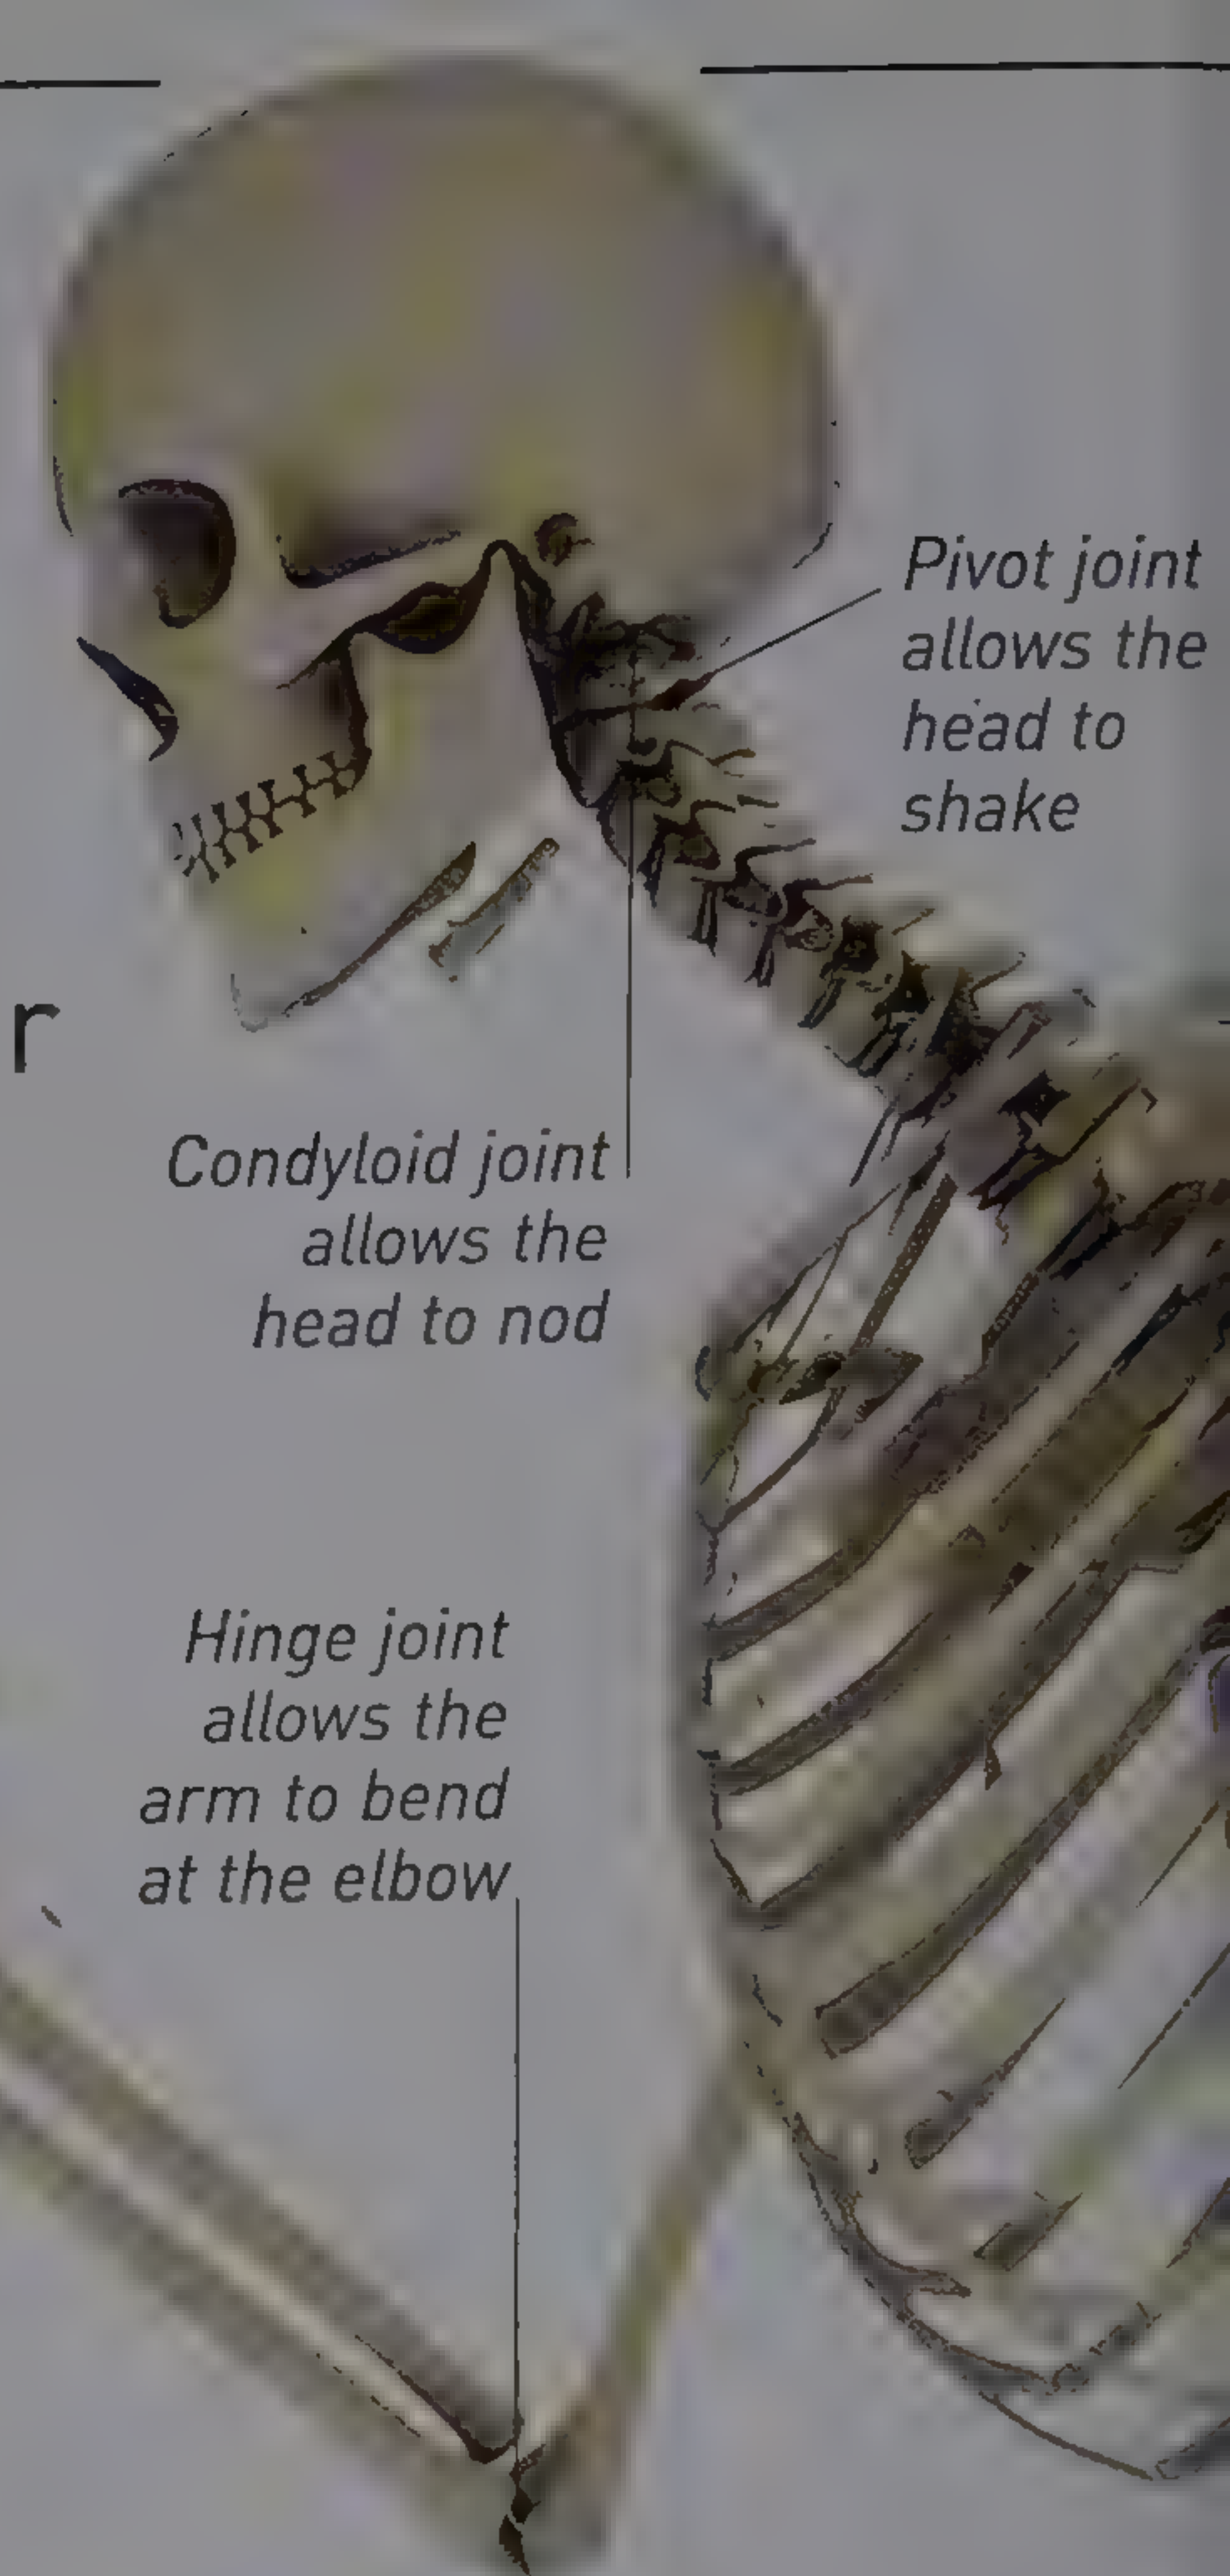 Pivot joint
allows the
head to
shake
r
Condyloid joint
allows the
head to nod
Hinge joint
allows the
arm to bend
at the elbow